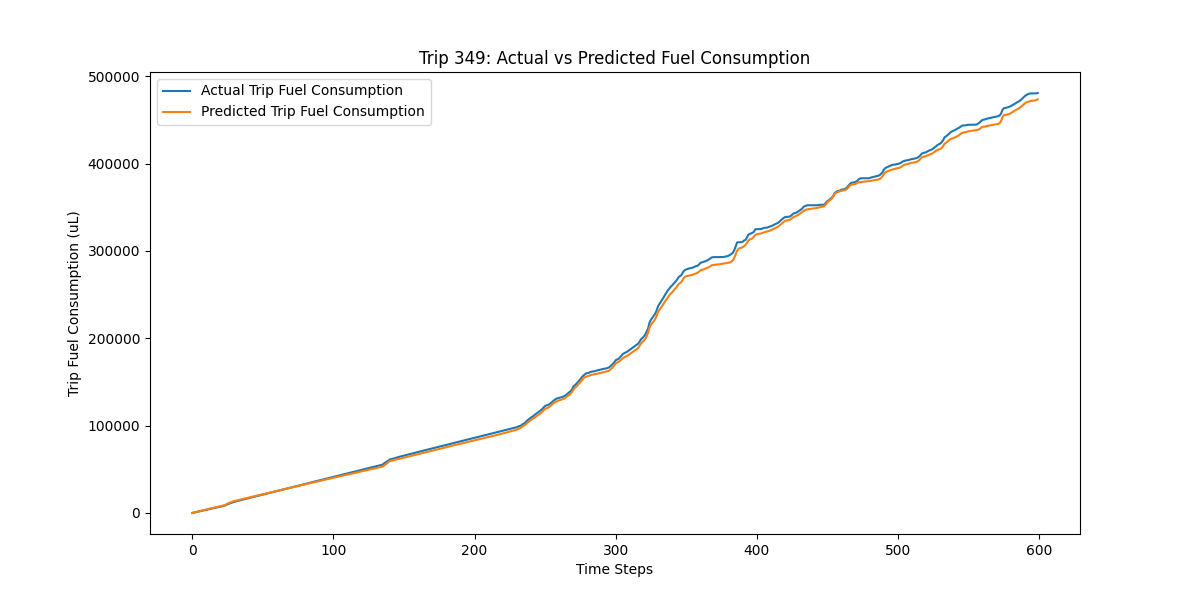 Trip 349: Actual vs Predicted Fuel Consumption
Actual Trip Fuel Consumption
Predicted Trip Fuel Consumption
Trip Fuel Consumption (uL)
500000
400000
300000
200000
100000
0
0 100 200 300 400 500 600
Time Steps